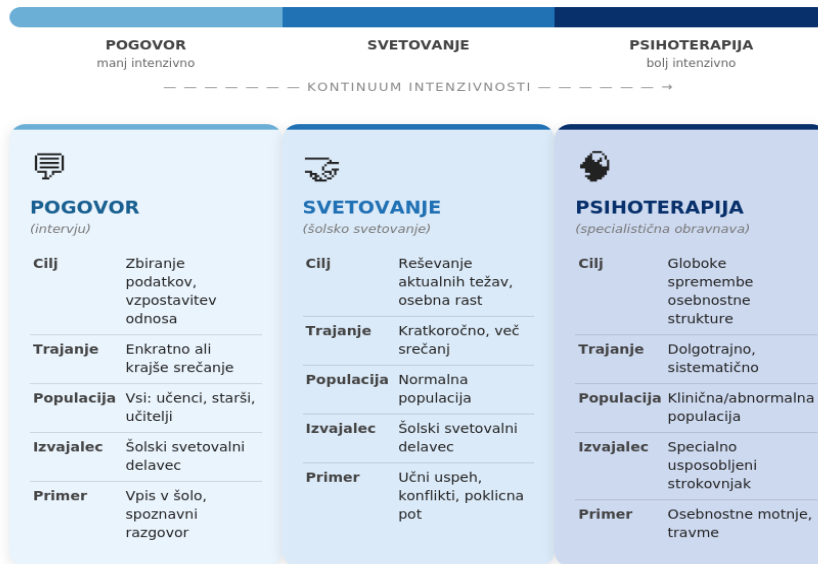 POGOVOR
manj intenzivno
SVETOVANJE
PSIHOTERAPIJA
bolj intenzivno
— — — — — — — KONTINUUM INTENZIVNOSTI — — — — — — →
POGOVOR
(intervju)
Cilj Zbiranje
podatkov,
vzpostavitev
odnosa
Trajanje Enkratno ali
krajše srečanje
Populacija Vsi: učenci, starši,
učitelji
Izvajalec Šolski svetovalni
delavec
Primer Vpis v šolo,
spoznavni
razgovor
SVETOVANJE
(šolsko svetovanje)
Cilj Reševanje
aktualnih težav,
osebna rast
Trajanje Kratkoročno, več
srečanj
Populacija Normalna
populacija
Izvajalec Šolski svetovalni
delavec
Primer Učni uspeh,
konflikti, poklicna
pot
PSIHOTERAPIJA
(specialistična obravnava)
Cilj Globoke
spremembe
osebnostne
strukture
Trajanje Dolgotrajno,
sistematično
Populacija Klinična/abnormalna
populacija
Izvajalec Specialno
usposobljeni
strokovnjak
Primer Osebnostne motnje,
travme